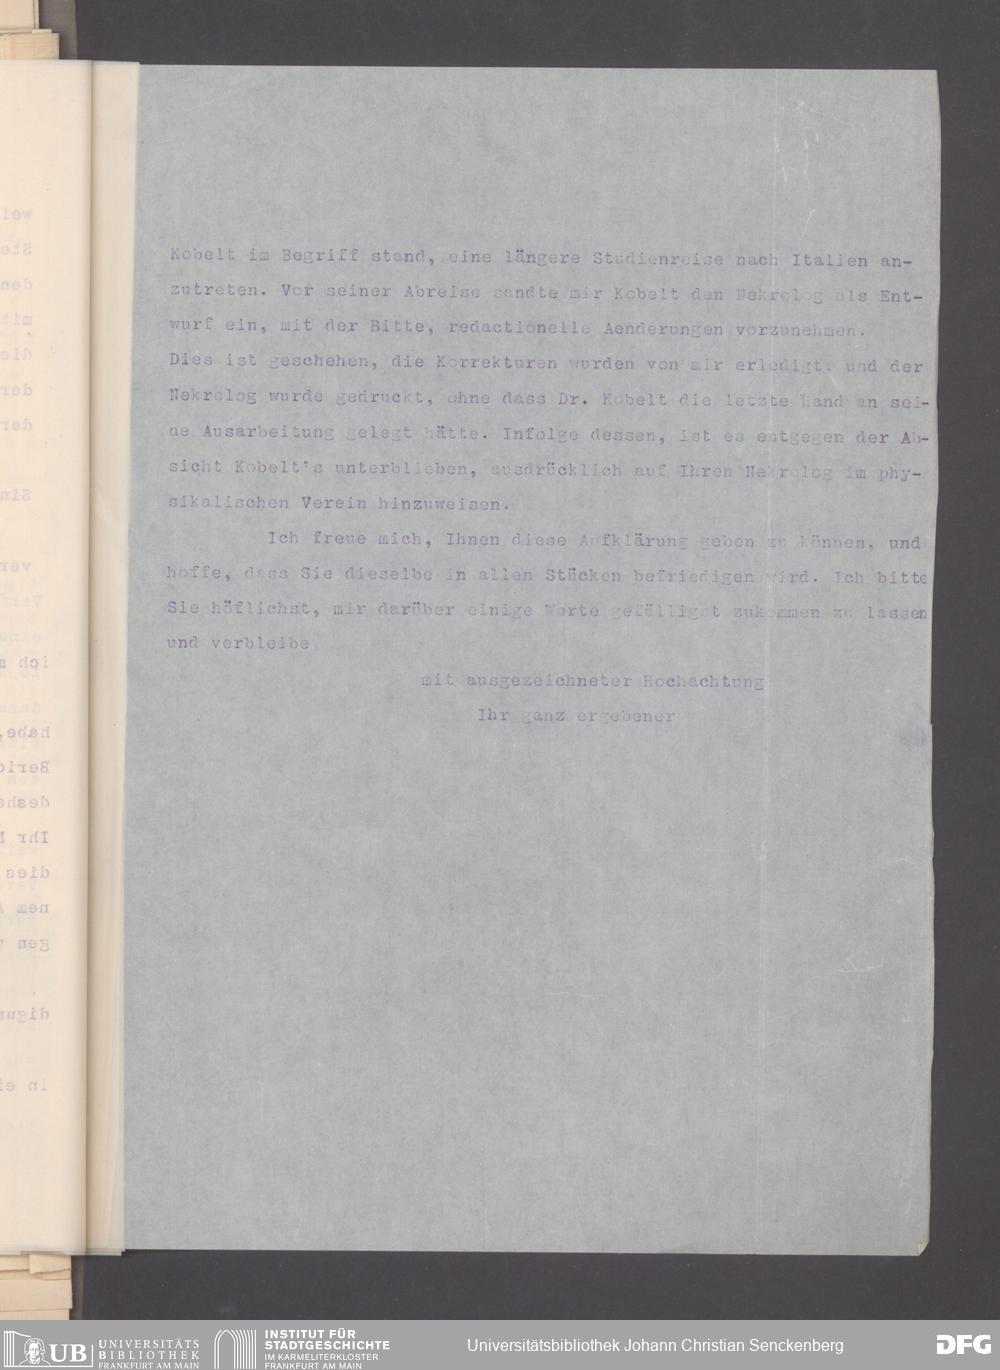 Kobelt im Begriff stand, eine längere Studienreise nach Italien an-
zutreten. Vor seiner Abreise sandte mir Kobelt den Nekrolog als Ent-
wurf ein, mit der Bitte, redactionelle Aenderungen vorzunehmen.
Dies ist geschehen, die Korrekturen wurden von mir erledigt, und der
Nekrolog wurde gedruckt, ohne dass Dr. Kobelt die letzte Hand an sei-
ne Ausarbeitung gelegt hätte. Infolge dessen, ist es entgegen der Ab-
sicht Kobelt's unterblieben, ausdrücklich auf Ihren Nekrolog im phy-
sikalischen Verein hinzuweisen.
Ich freue mich, Ihnen diese Aufklärung geben zu können, und
hoffe, dass Sie dieselbe in allen Stücken befriedigen wird. Ich bitte
Sie höflichst, mir darüber einige Worte gefälligst zukommen zu lassen
und verbleibe
mit ausgezeichneter Hochachtung
Ihr ganz ergebener
UB UNIVERSITÄTS
BIBLIOTHEK
FRANKFURT AM MAIN
INSTITUT FÜR
STADTGESCHICHTE
IM KARMELITERKLOSTER
FRANKFURT AM MAIN
Universitätsbibliothek Johann Christian Senckenberg
DFG